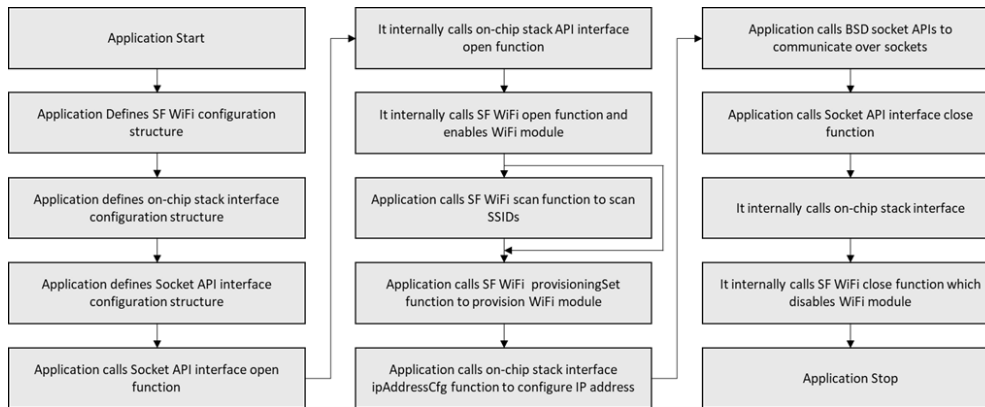 Application Start
Application Defines SF WiFi configuration
structure
Application defines on-chip stack interface
configuration structure
Application defines Socket API interface
configuration structure
Application calls Socket API interface open
function
It internally calls on-chip stack API interface
open function
It internally calls SF WiFi open function and
enables WiFi module
Application calls SF WiFi scan function to scan
SSIDs
Application calls SF WiFi provisioningSet
function to provision WiFi module
Application calls on-chip stack interface
ipAddressCfg function to configure IP address
Application calls BSD socket APIs to
communicate over sockets
Application calls Socket API interface close
function
It internally calls on-chip stack interface
It internally calls SF WiFi close function which
disables WiFi module
Application Stop